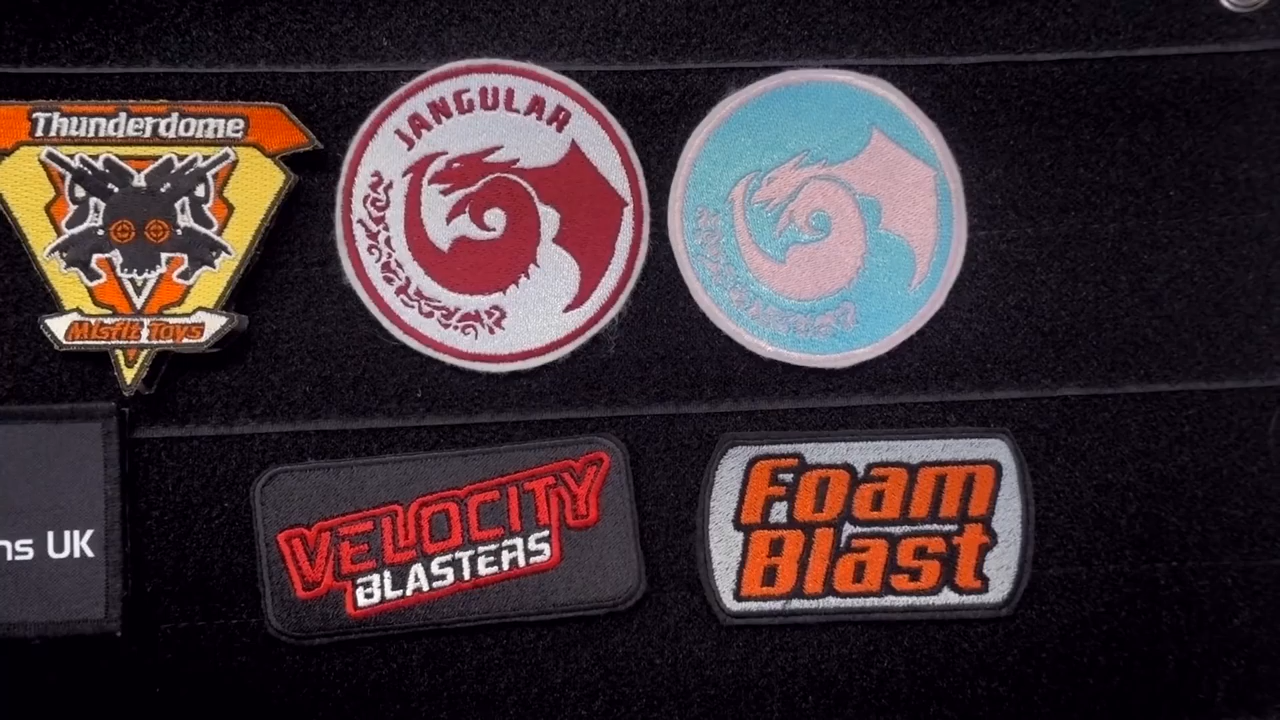 Thunderdome
Misfit Toys
JANGULAR
ns UK
VELOCITY
BLASTERS
Foam
Blast